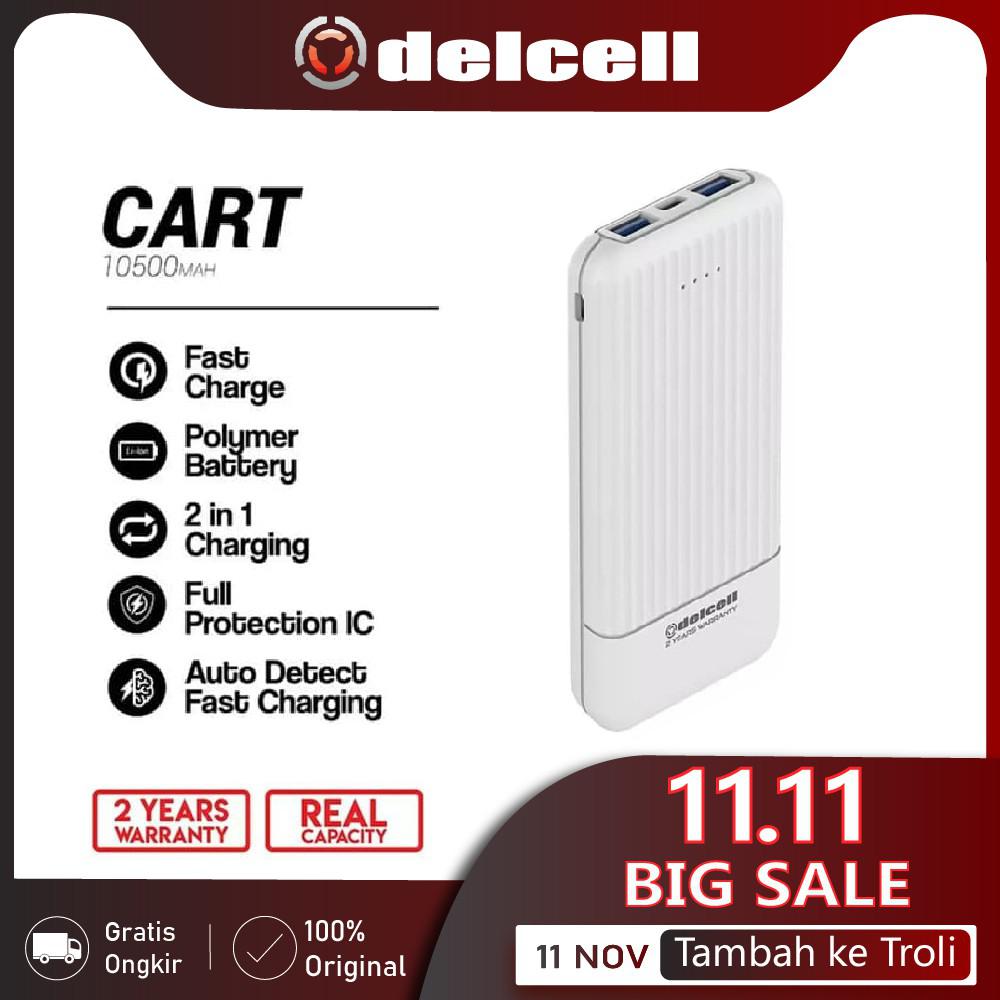 delcell
CART
10500MAH
Fast
Charge
Li-Ion
Polymer
Battery
2 in 1
Charging
Full
Protection IC
Auto Detect
Fast Charging
delcell
2 YEARS WARRANTY
2 YEARS
WARRANTY
REAL
CAPACITY
11.11
BIG SALE
Gratis
Ongkir
100%
Original
11 NOV
Tambah ke Troli